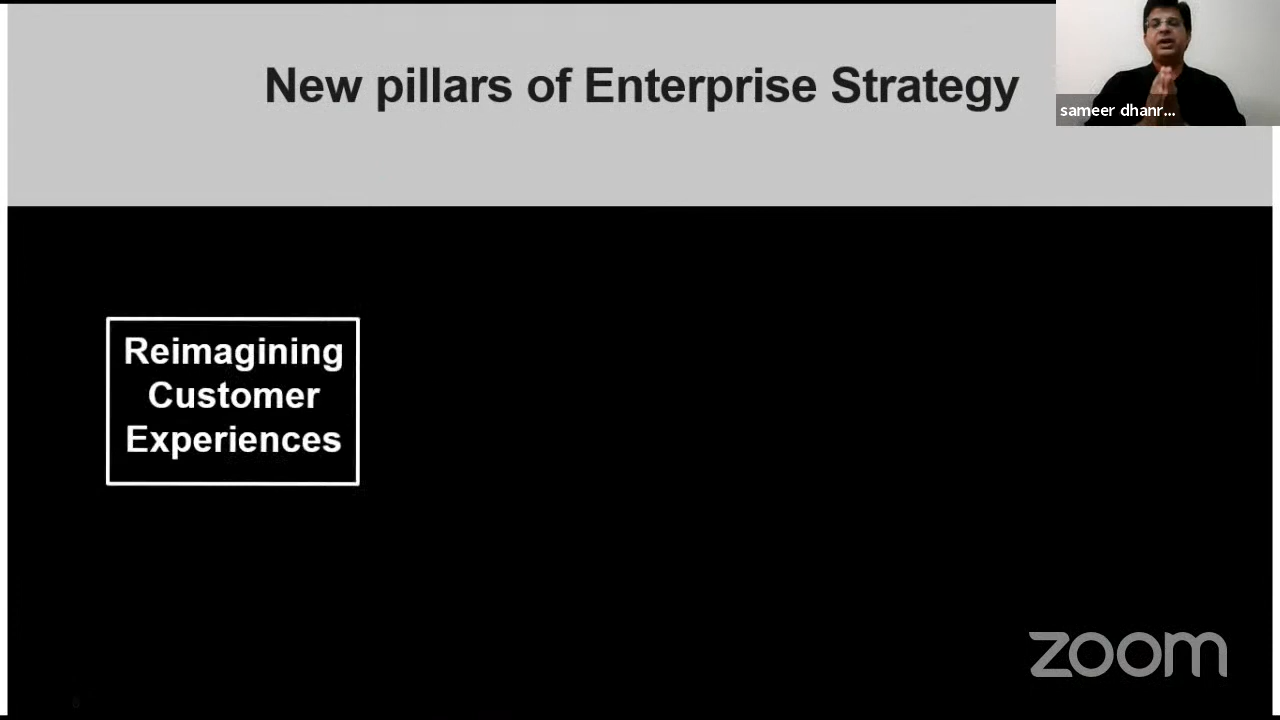 New pillars of Enterprise Strategy
sameer dhanr...
Reimagining
Customer
Experiences
zoom